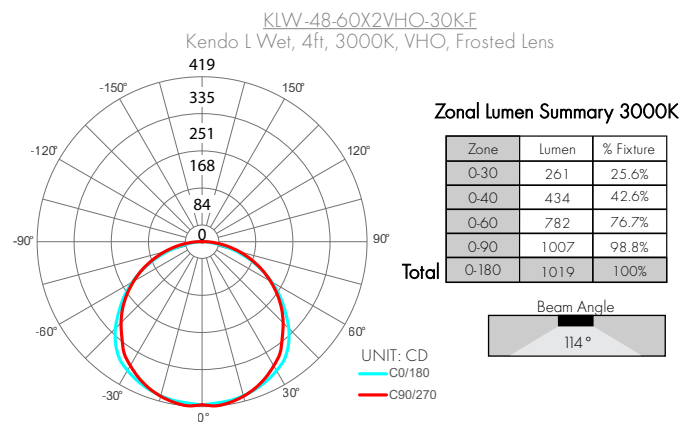 KLW-48-60X2VHO-30K-F
Kendo L Wet, 4ft, 3000K, VHO, Frosted Lens
419
-150° 335 150°
251
-120° 168 120°
84
-90° 0 90°
-60° 60°
-30° 30°
0°
UNIT: CD
C0/180
C90/270
Zonal Lumen Summary 3000K
Zone Lumen % Fixture
0-30 261 25.6%
0-40 434 42.6%
0-60 782 76.7%
0-90 1007 98.8%
Total 0-180 1019 100%
Beam Angle
114°